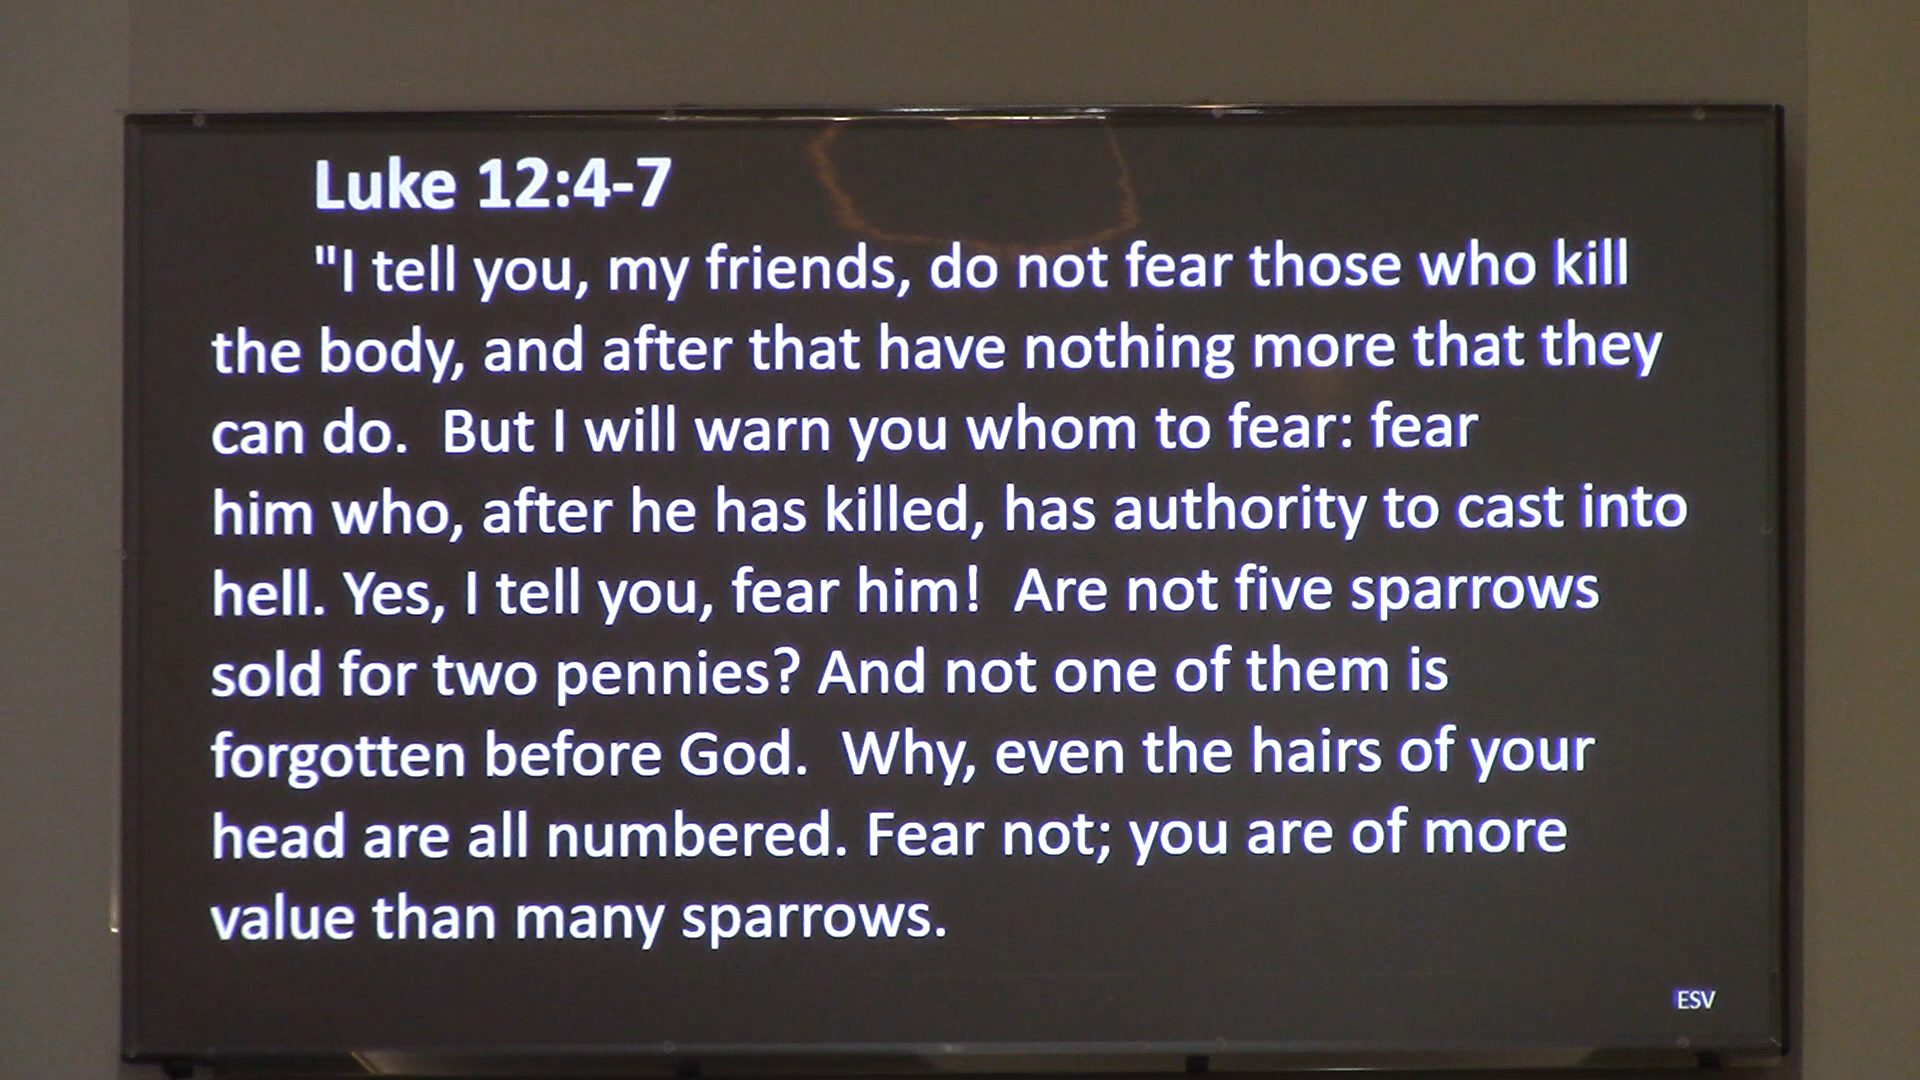 Luke 12:4-7
"I tell you, my friends, do not fear those who kill
the body, and after that have nothing more that they
can do.  But I will warn you whom to fear: fear
him who, after he has killed, has authority to cast into
hell. Yes, I tell you, fear him!  Are not five sparrows
sold for two pennies? And not one of them is
forgotten before God.  Why, even the hairs of your
head are all numbered. Fear not; you are of more
value than many sparrows.
ESV